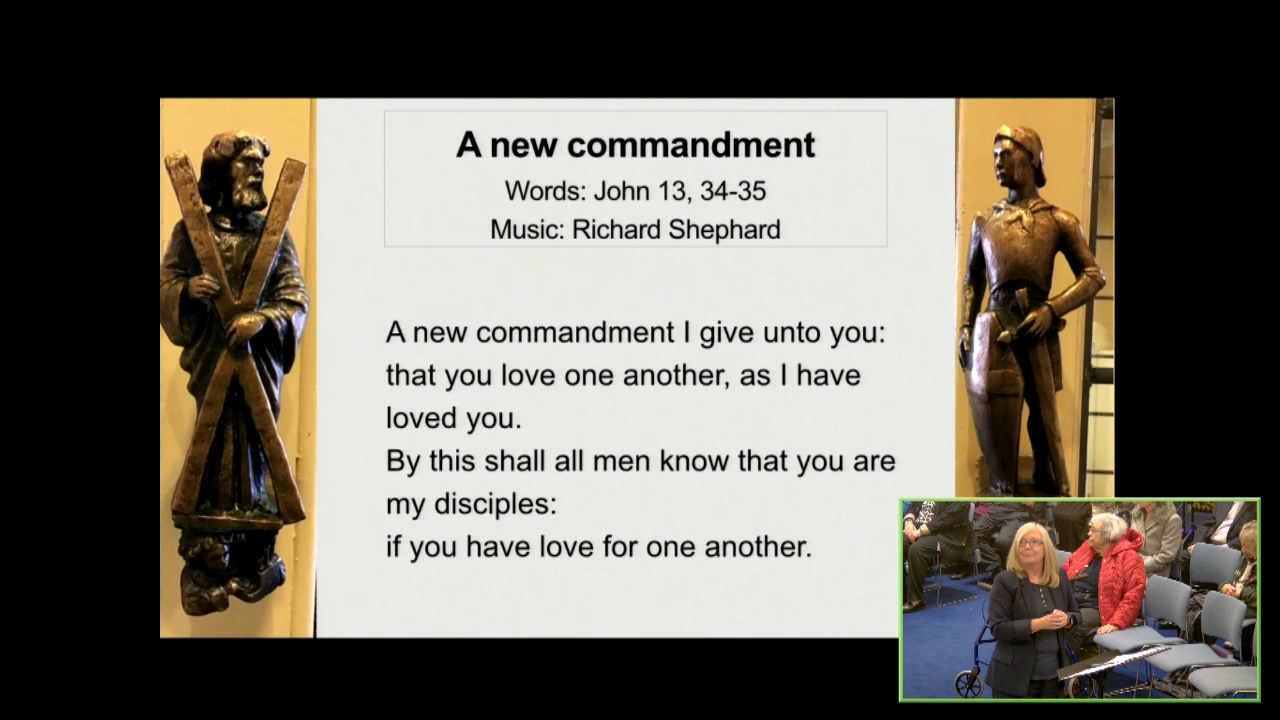 A new commandment
Words: John 13, 34-35
Music: Richard Shephard
A new commandment I give unto you:
that you love one another, as I have
loved you.
By this shall all men know that you are
my disciples:
if you have love for one another.